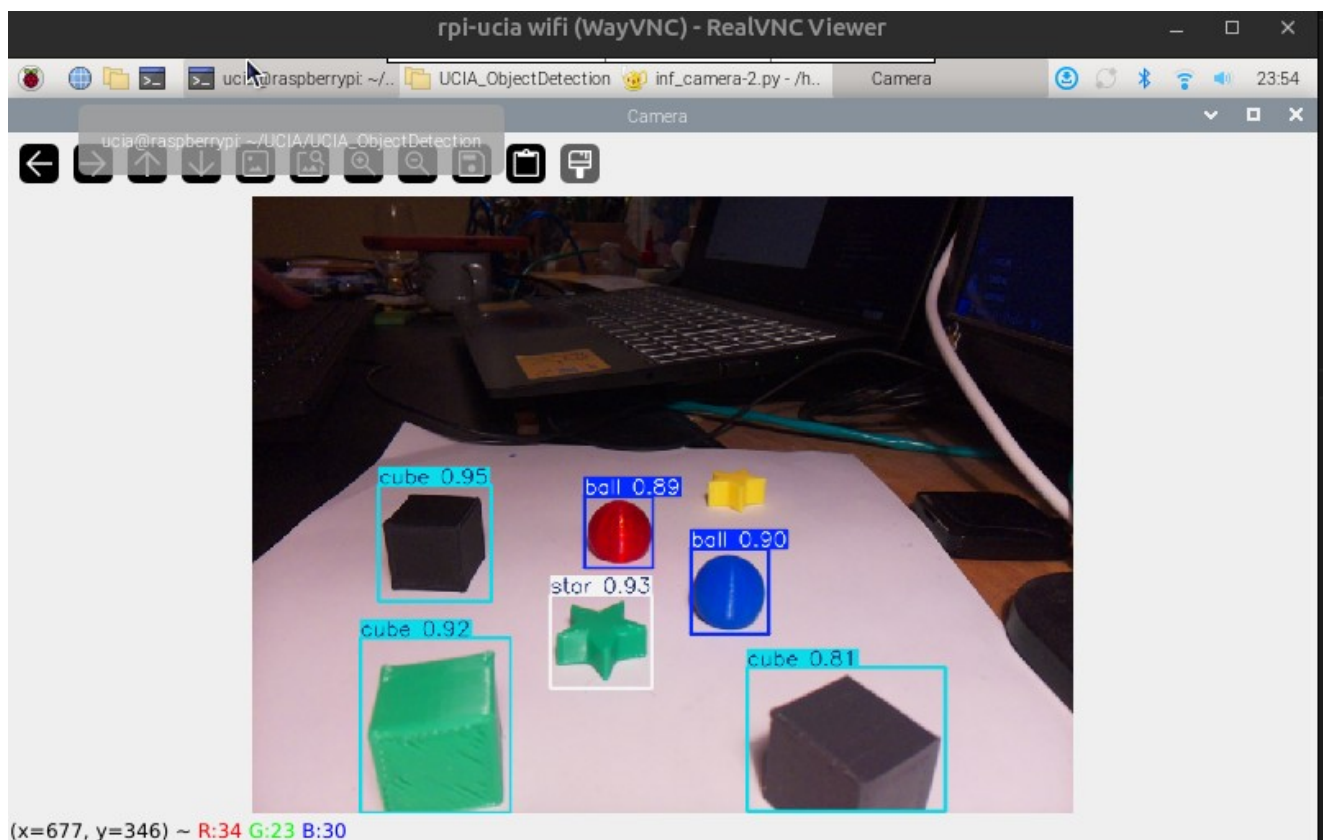 rpi-ucia wifi (WayVNC) - RealVNC Viewer
ucia@raspberrypi: ~/.. UCIA_ObjectDetection inf_camera-2.py - /h.. Camera 23:54
Camera
ucia@raspberrypi: ~/UCIA/UCIA_ObjectDetection
cube 0.95
ball 0.89
ball 0.90
star 0.93
cube 0.92
cube 0.81
(x=677, y=346) ~ R:34 G:23 B:30